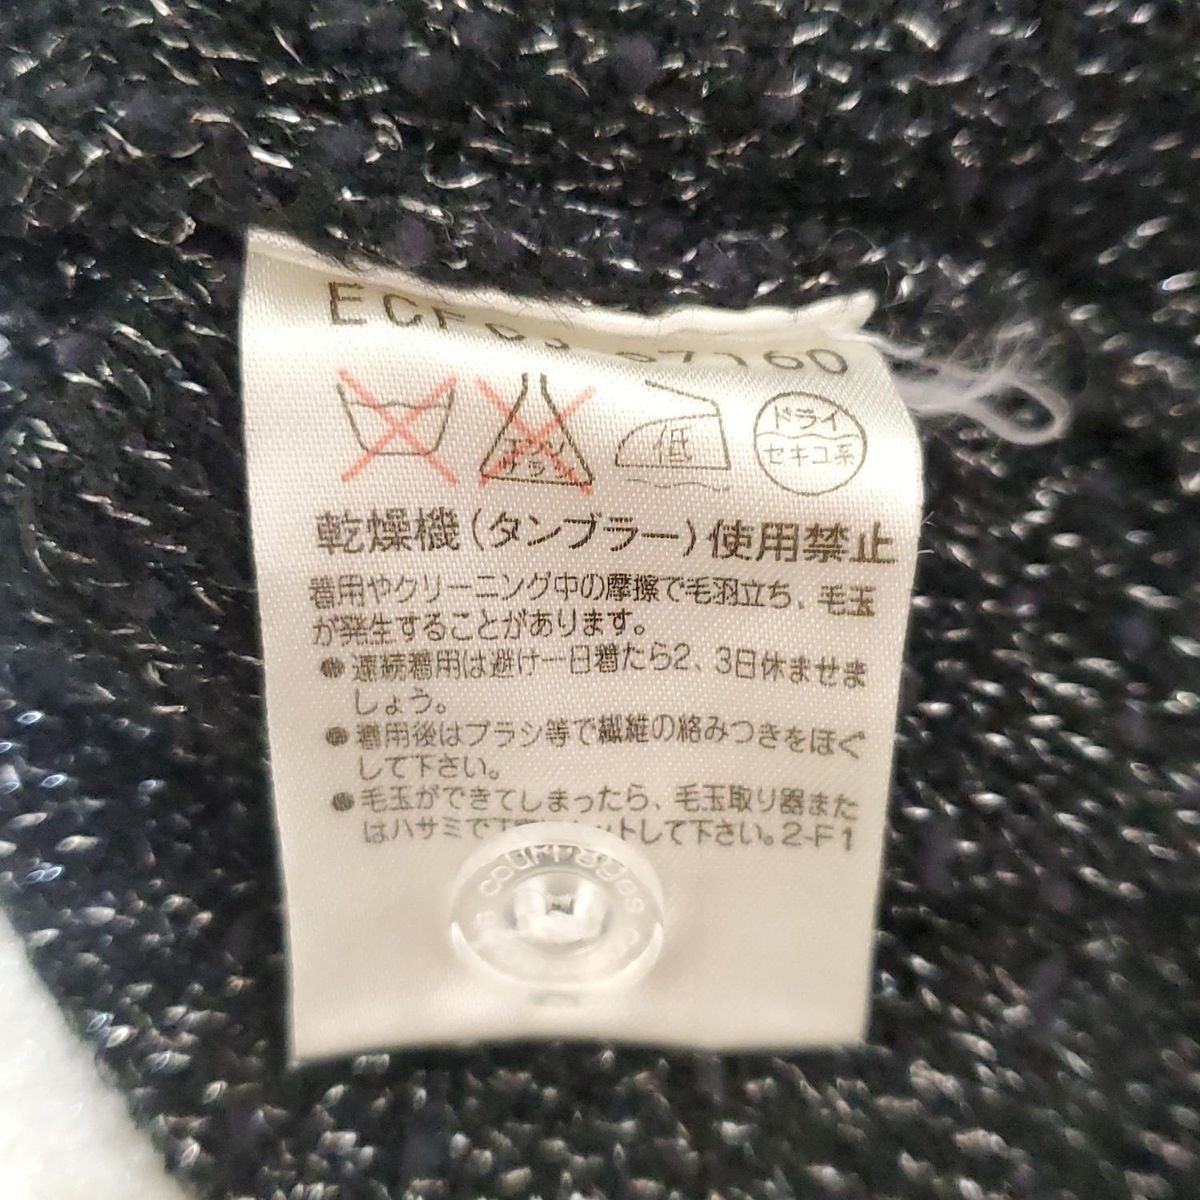 低
ドライ
セキユ系
乾燥機(タンブラー)使用禁止
着用やクリーニング中の摩擦で毛羽立ち、毛玉
が発生することがあります。
●連続着用は避け一日着たら2、3日休ませま
しょう。
●着用後はブラシ等で繊維の絡みつきをほぐ
して下さい。
●毛玉ができてしまったら、毛玉取り器また
はハサミで ットして下さい。2-F1
courreges